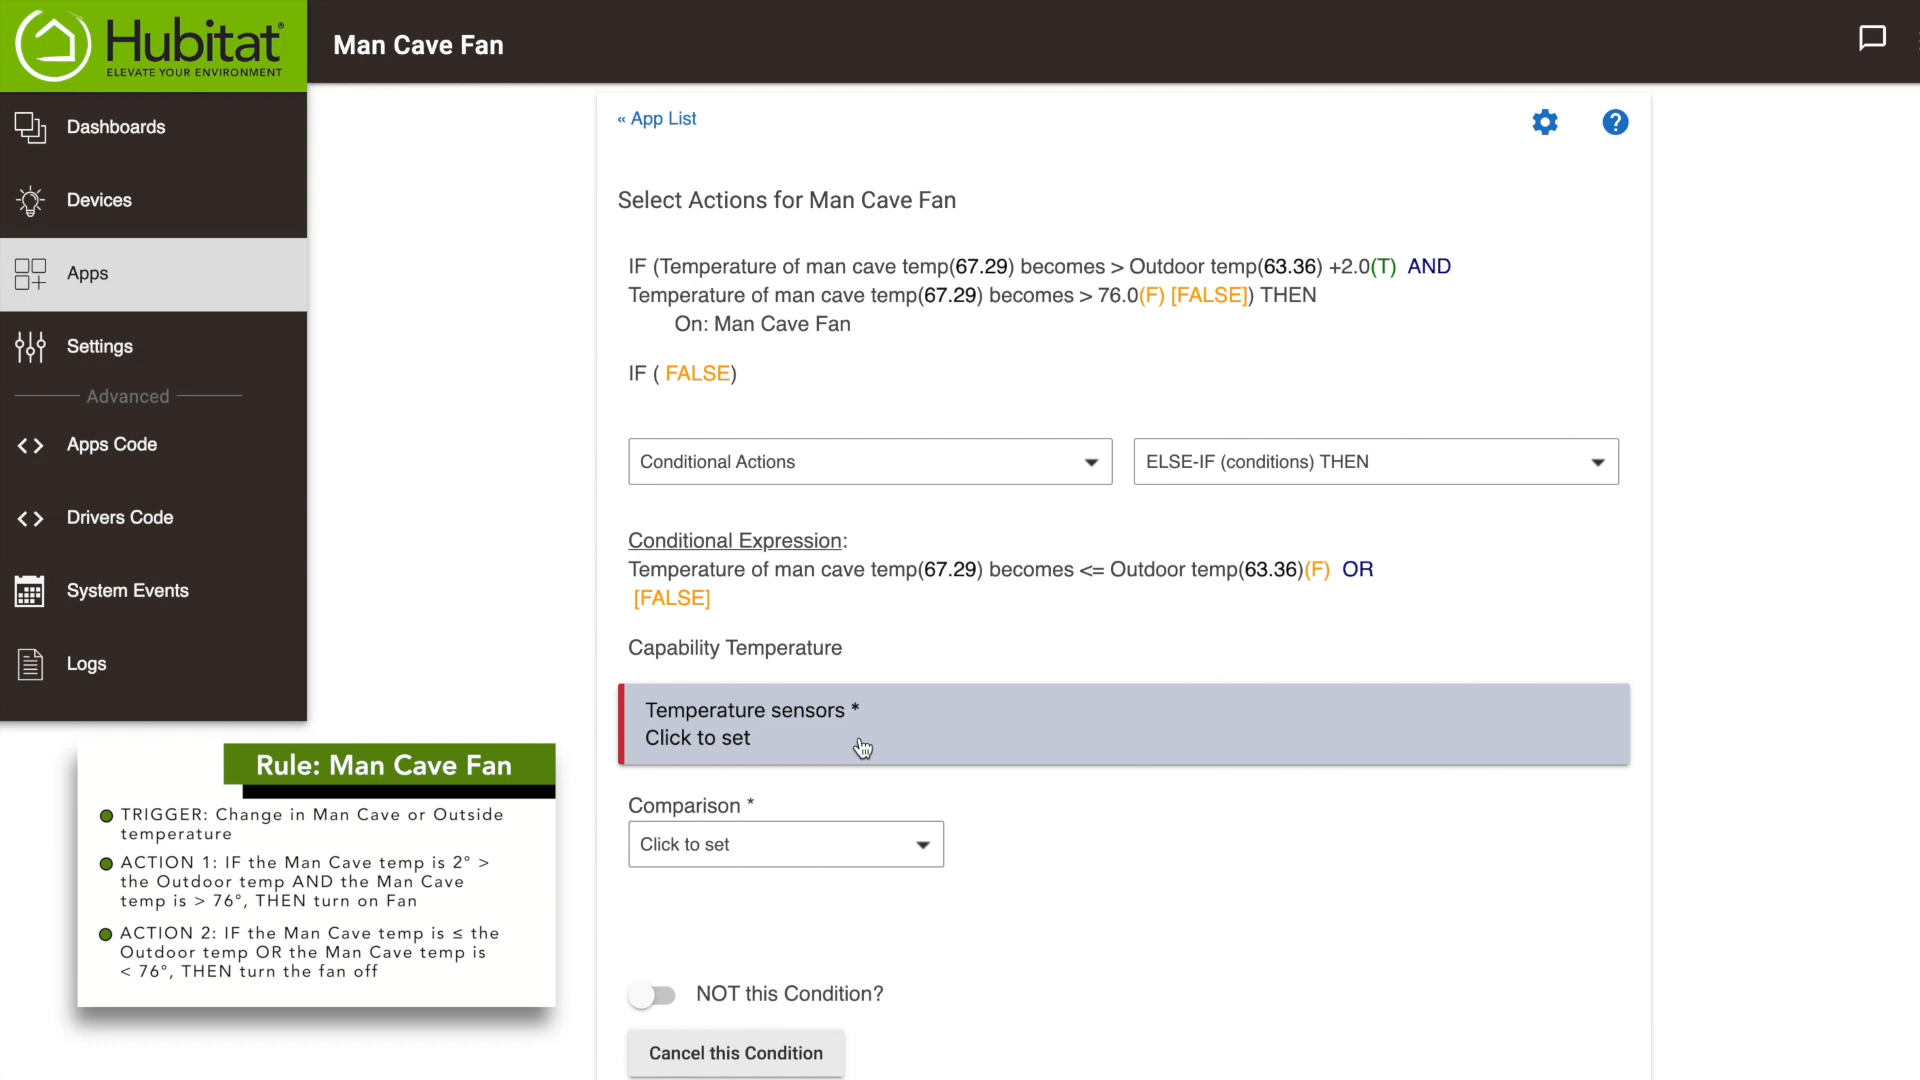 Hubitat®
ELEVATE YOUR ENVIRONMENT
Man Cave Fan
Dashboards
Devices
Apps
Settings
Advanced
Apps Code
Drivers Code
System Events
Logs
« App List
?
Select Actions for Man Cave Fan
IF (Temperature of man cave temp(67.29) becomes > Outdoor temp(63.36) +2.0(T) AND
Temperature of man cave temp(67.29) becomes > 76.0(F) [FALSE]) THEN
On: Man Cave Fan
IF ( FALSE)
Conditional Actions
ELSE-IF (conditions) THEN
Conditional Expression:
Temperature of man cave temp(67.29) becomes <= Outdoor temp(63.36)(F) OR
[FALSE]
Capability Temperature
Temperature sensors *
Click to set
Comparison *
Click to set
NOT this Condition?
Cancel this Condition
Rule: Man Cave Fan
TRIGGER: Change in Man Cave or Outside
temperature
ACTION 1: IF the Man Cave temp is 2° >
the Outdoor temp AND the Man Cave
temp is > 76°, THEN turn on Fan
ACTION 2: IF the Man Cave temp is ≤ the
Outdoor temp OR the Man Cave temp is
< 76°, THEN turn the fan off